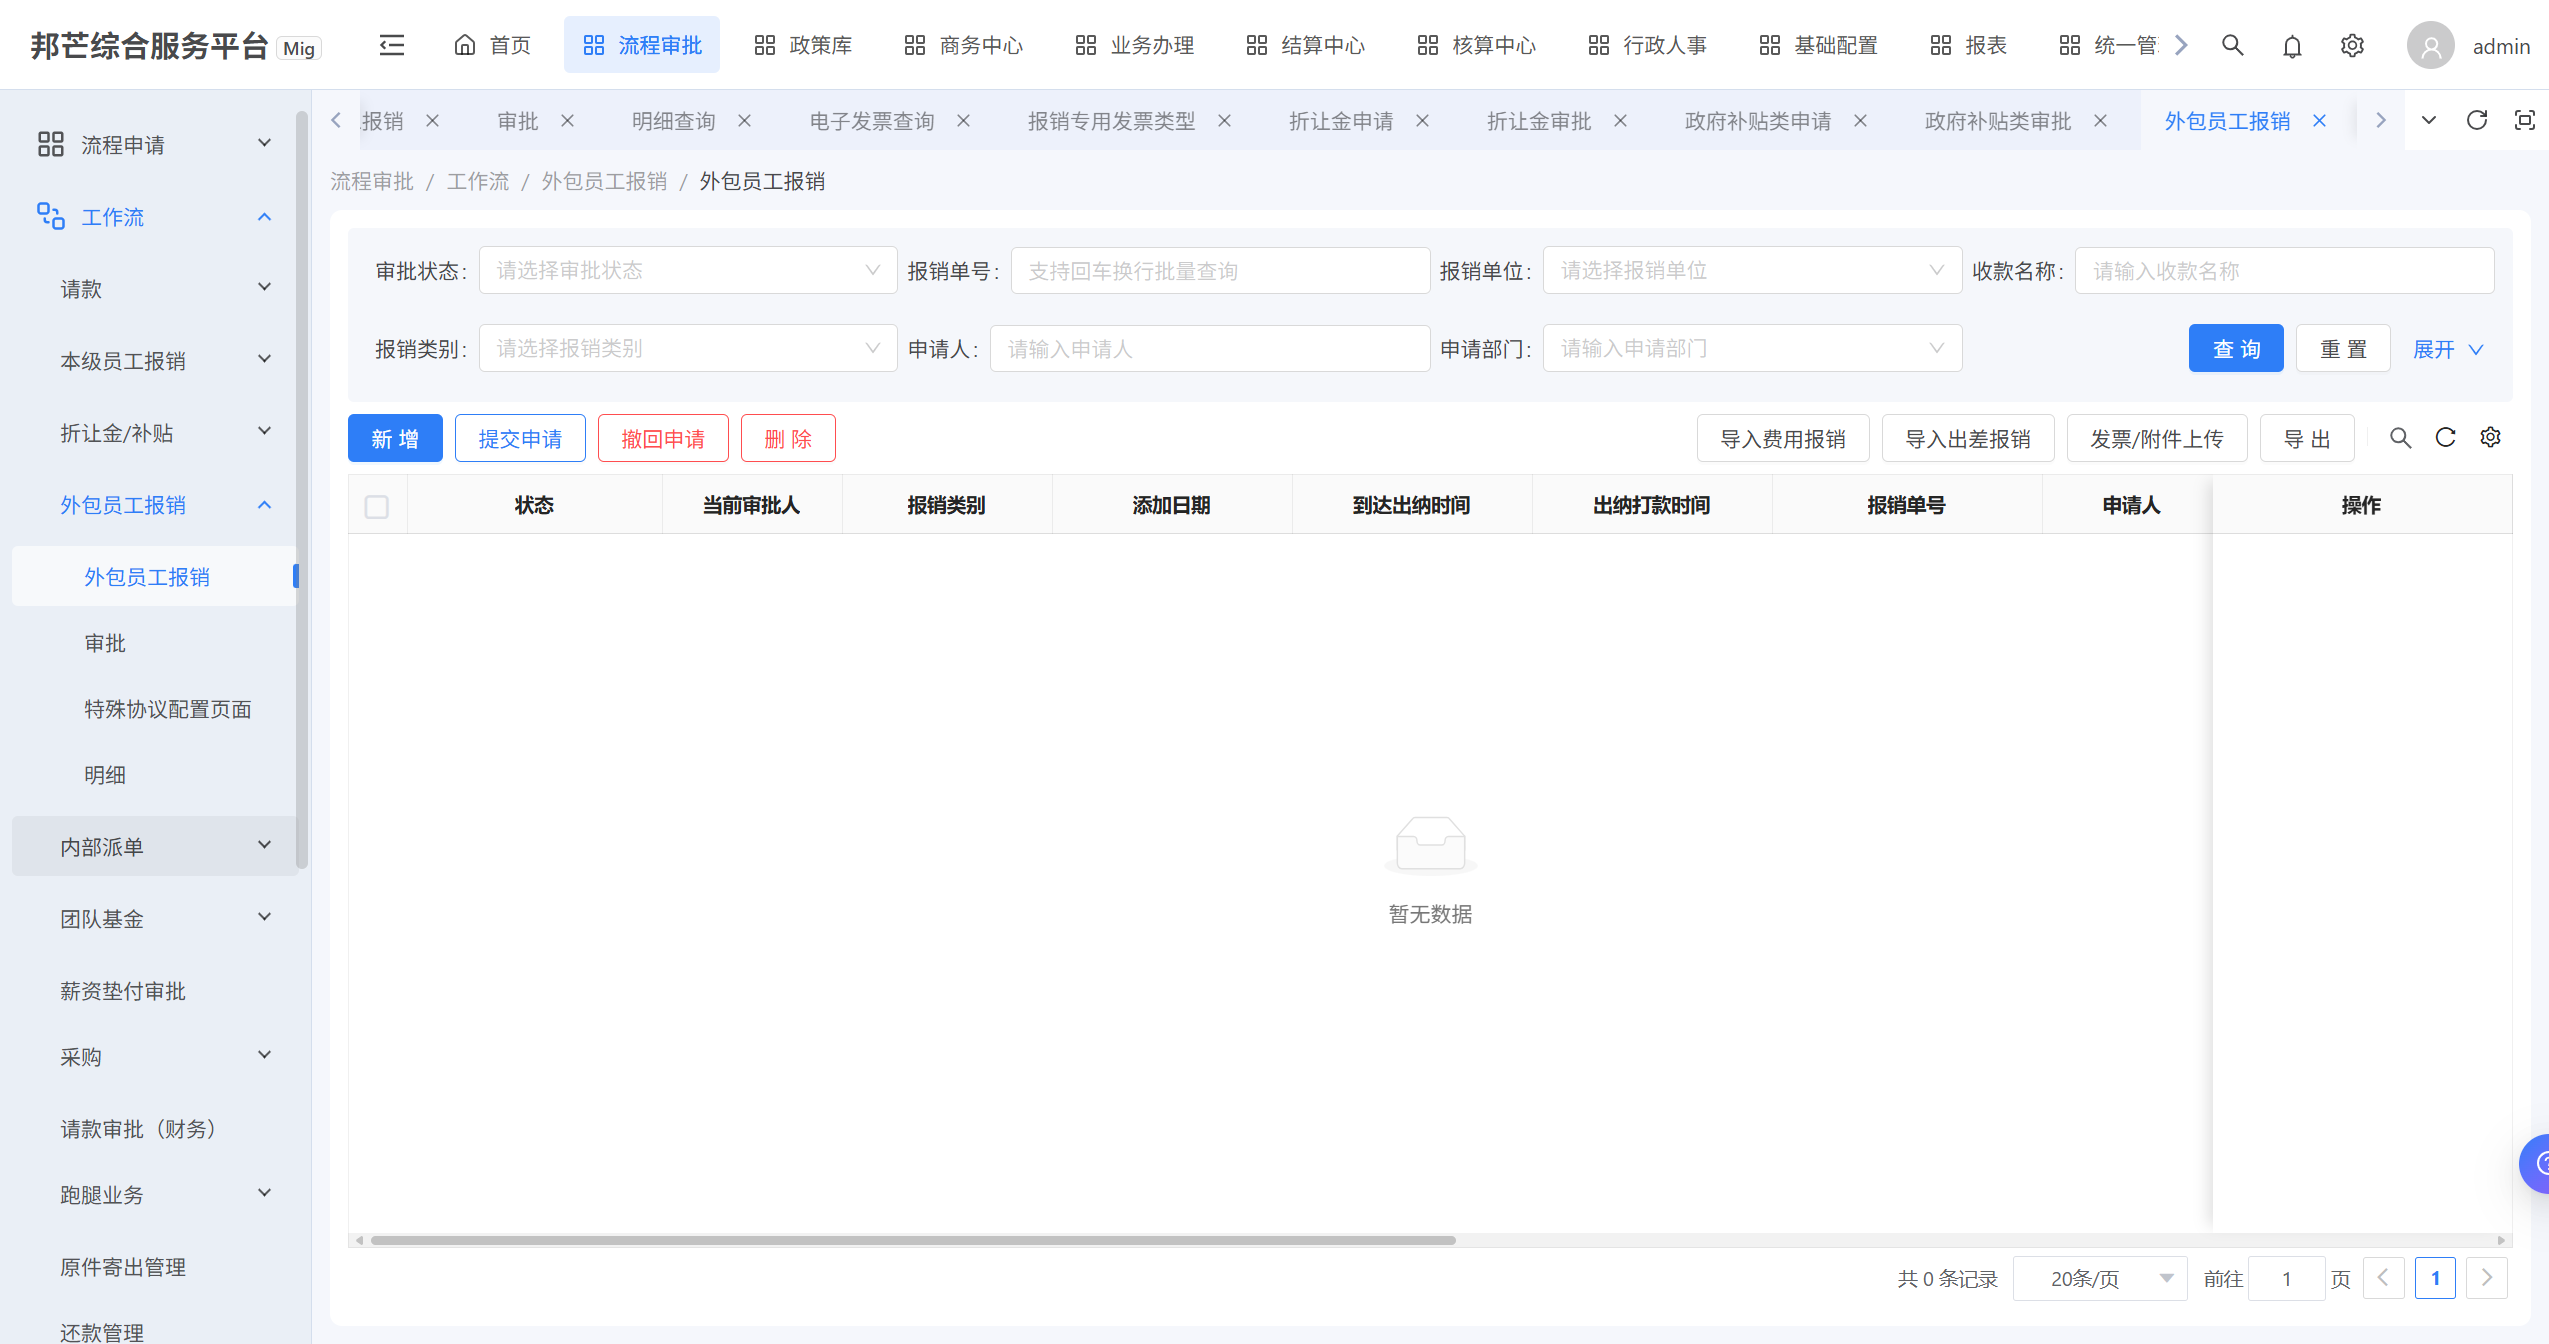 邦芒综合服务平台 Mig
首页 流程审批 政策库 商务中心 业务办理 结算中心 核算中心 行政人事 基础配置 报表 统一管 admin
报销 审批 明细查询 电子发票查询 报销专用发票类型 折让金申请 折让金审批 政府补贴类申请 政府补贴类审批 外包员工报销
流程审批 / 工作流 / 外包员工报销 / 外包员工报销
流程申请
工作流
请款
本级员工报销
折让金/补贴
外包员工报销
外包员工报销
审批
特殊协议配置页面
明细
内部派单
团队基金
薪资垫付审批
采购
请款审批（财务）
跑腿业务
原件寄出管理
还款管理
审批状态: 请选择审批状态 报销单号: 支持回车换行批量查询 报销单位: 请选择报销单位 收款名称: 请输入收款名称
报销类别: 请选择报销类别 申请人: 请输入申请人 申请部门: 请输入申请部门 查 询 重 置 展开
新 增 提交申请 撤回申请 删 除 导入费用报销 导入出差报销 发票/附件上传 导 出
状态 当前审批人 报销类别 添加日期 到达出纳时间 出纳打款时间 报销单号 申请人 操作
暂无数据
共 0 条记录 20条/页 前往 1 页 1